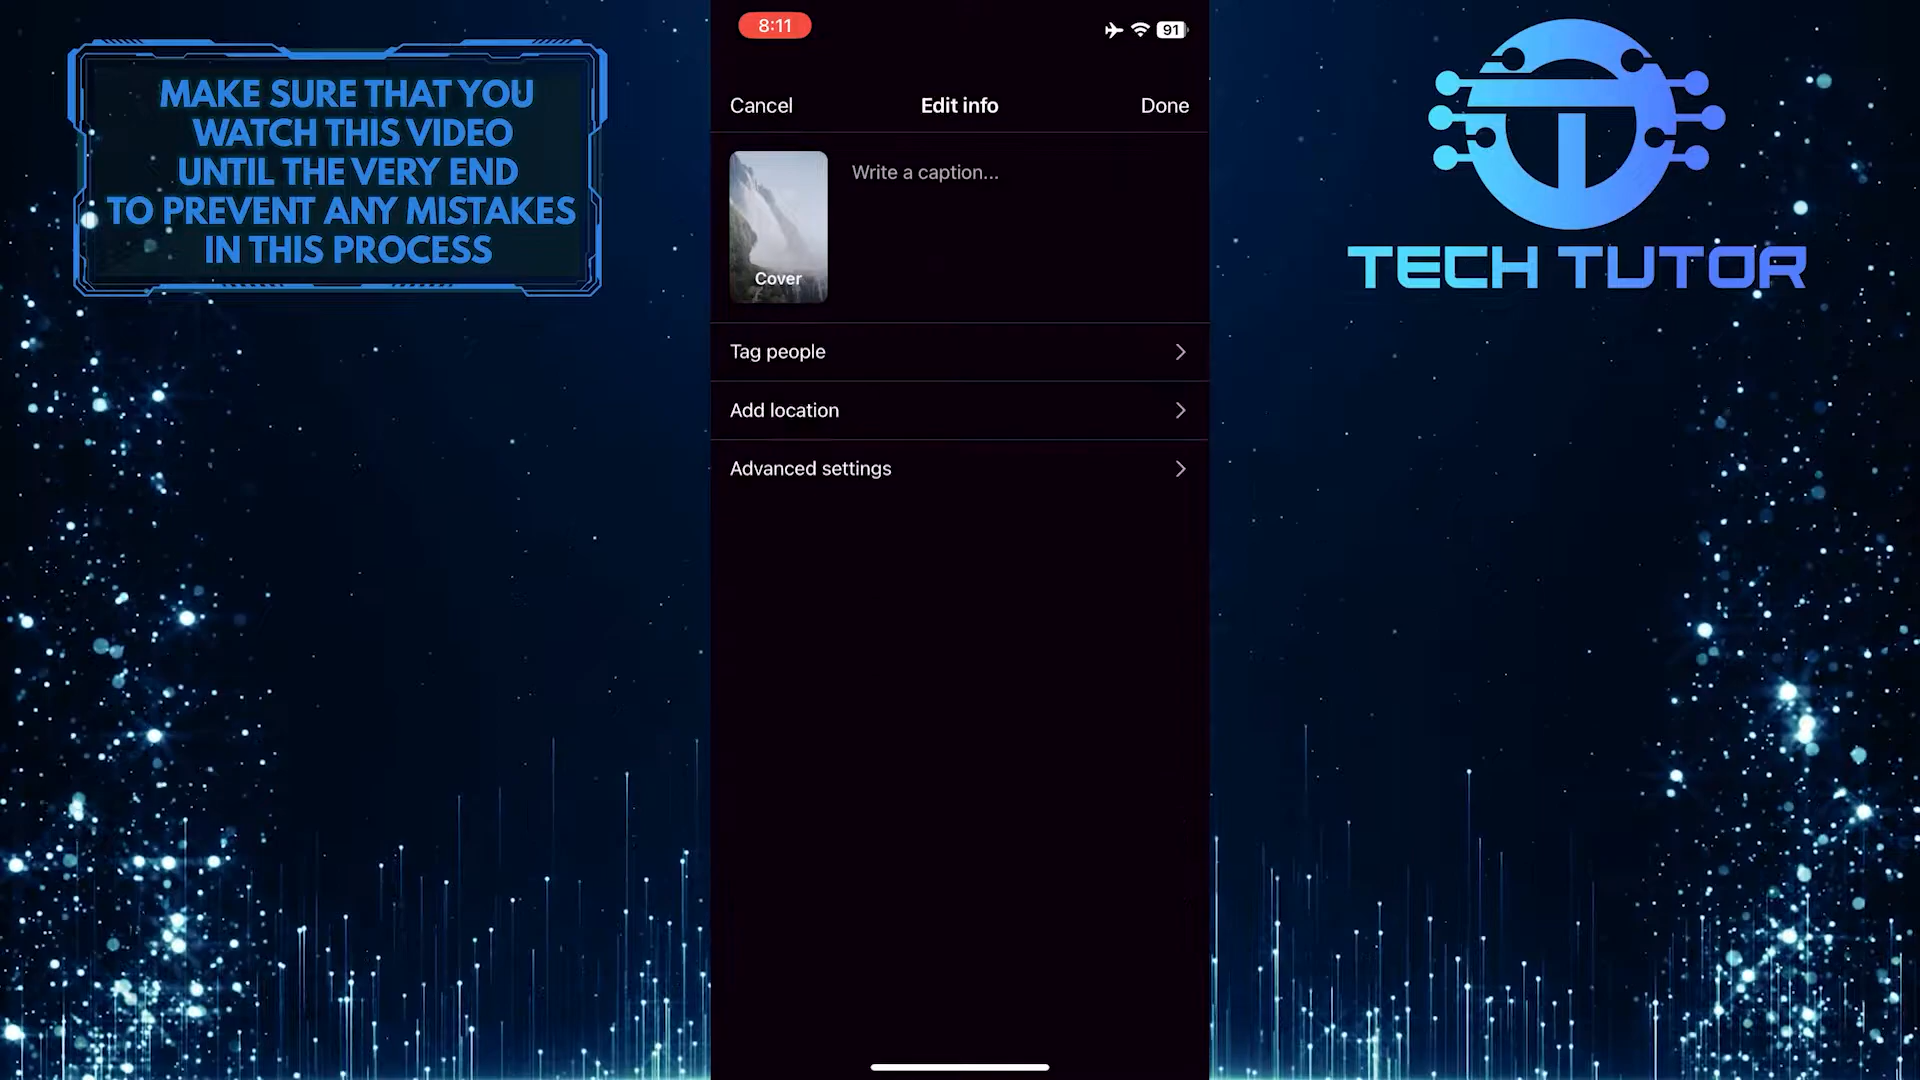 MAKE SURE THAT YOU
WATCH THIS VIDEO
UNTIL THE VERY END
TO PREVENT ANY MISTAKES
IN THIS PROCESS
8:11
91
Cancel
Edit info
Done
Write a caption...
Cover
Tag people
Add location
Advanced settings
TECH TUTOR